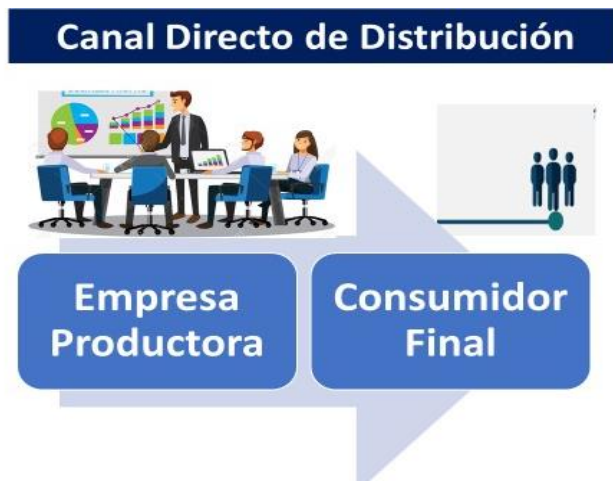 Canal Directo de Distribución
Empresa
Productora
Consumidor
Final